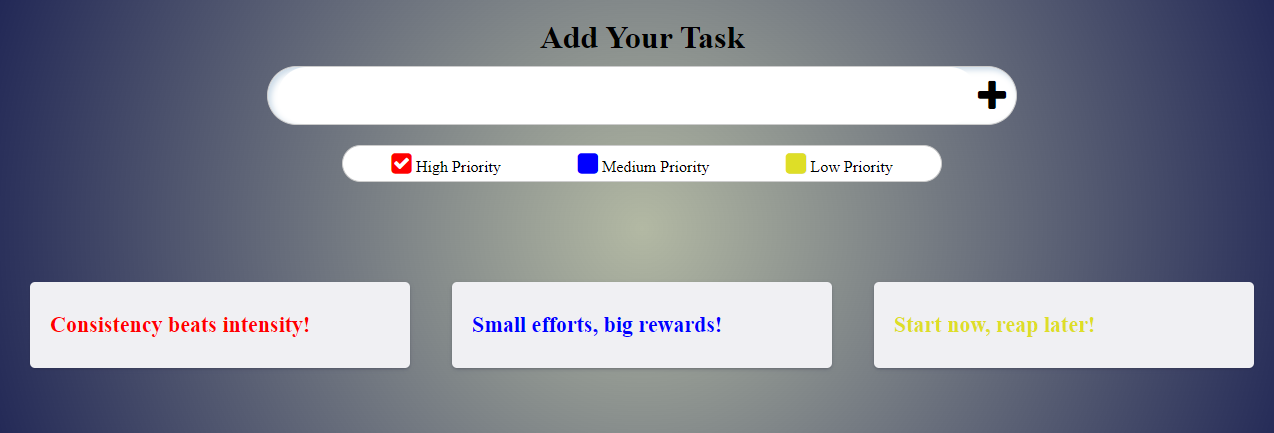 Add Your Task
High Priority Medium Priority Low Priority
Consistency beats intensity! Small efforts, big rewards! Start now, reap later!